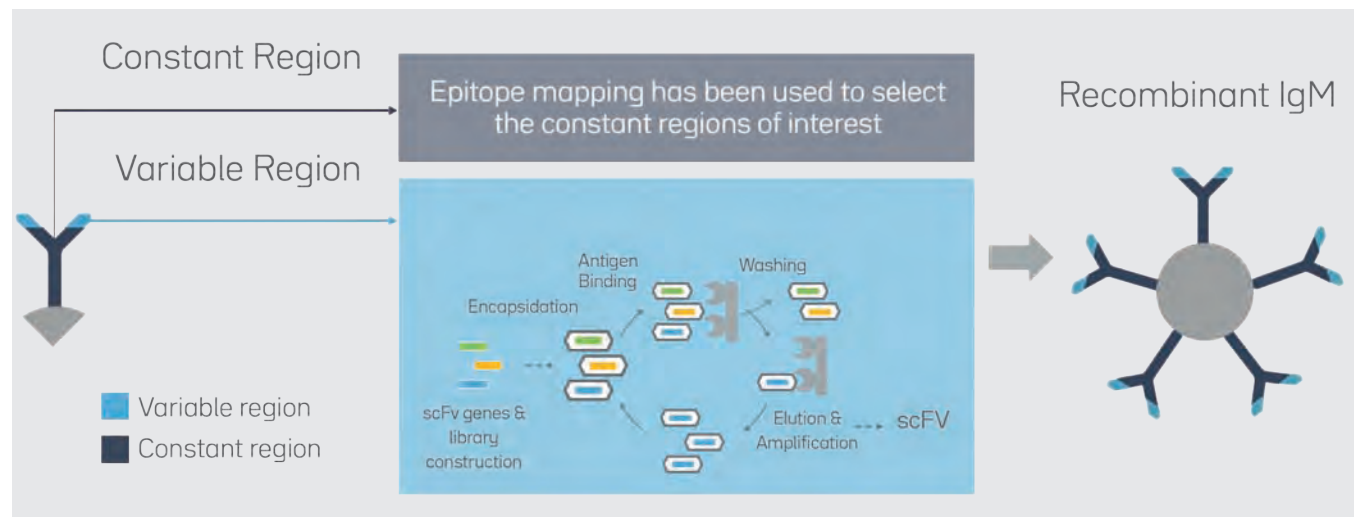 Constant Region
Epitope mapping has been used to select
the constant regions of interest
Recombinant IgM
Variable Region
Antigen
Binding
Washing
Encapsidation
scFv genes &
library
construction
Elution &
Amplification
scFV
Variable region
Constant region